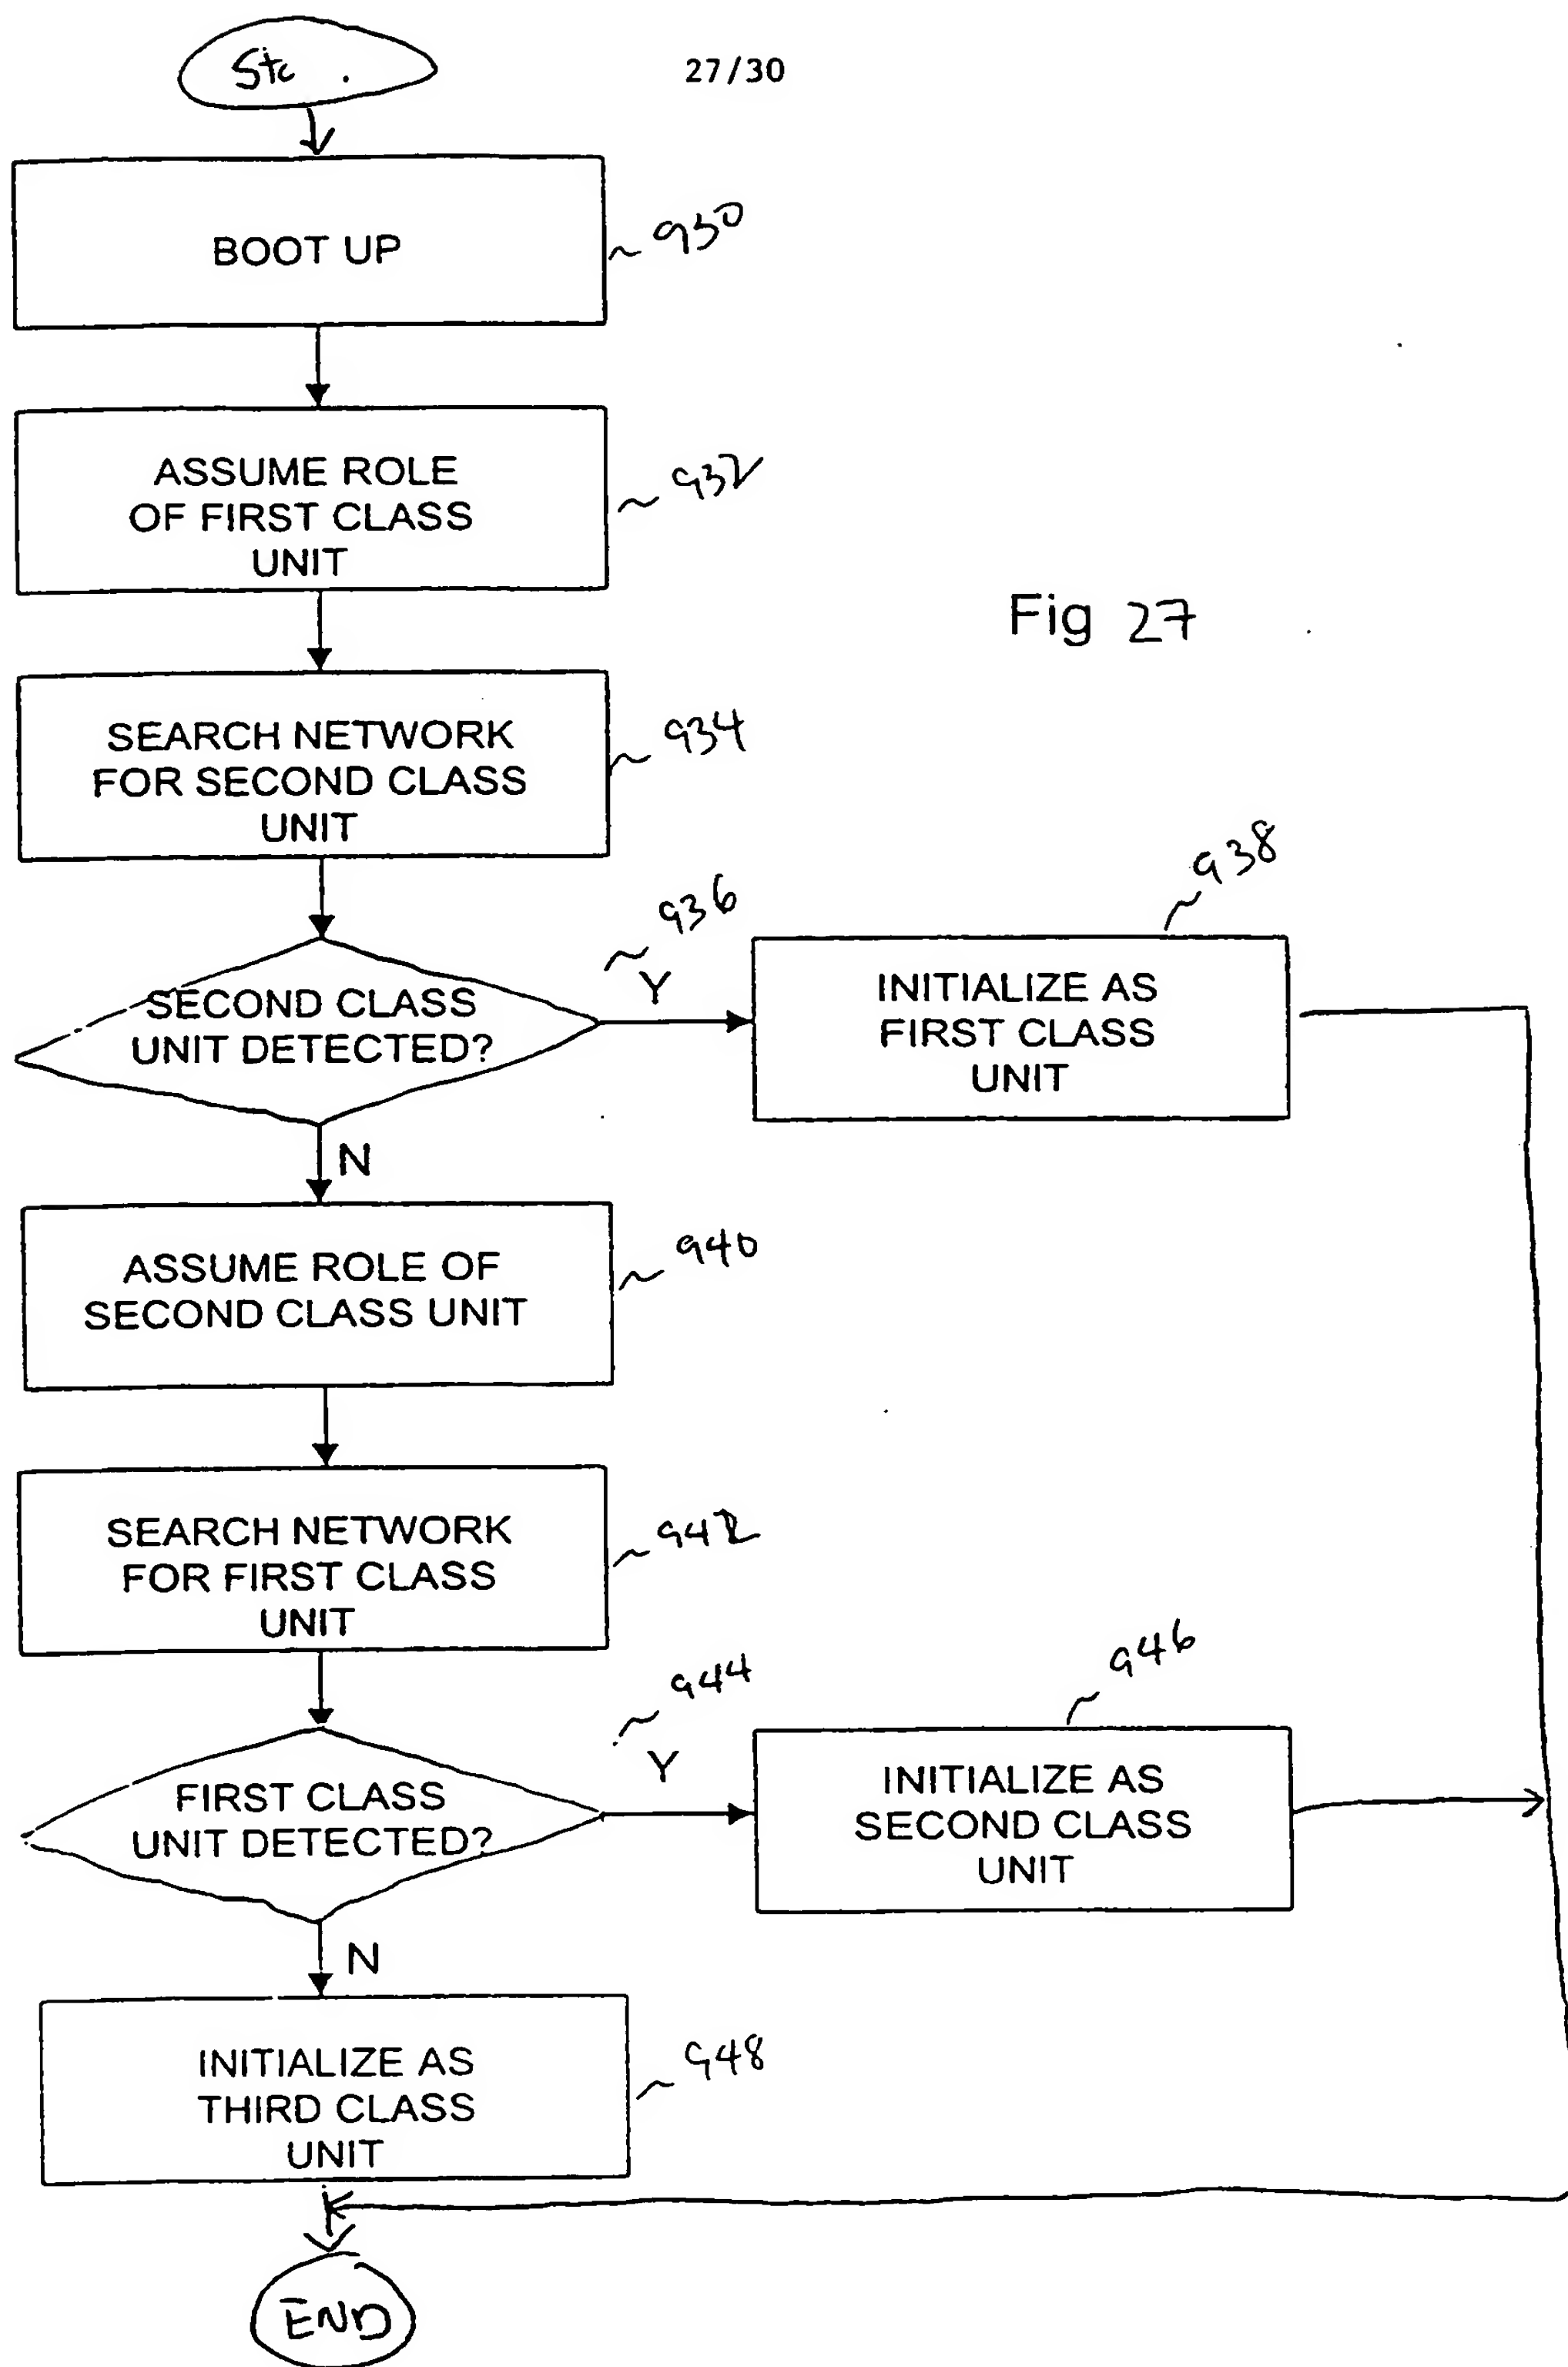 27/30
BOOT UP
930
ASSUME ROLE
OF FIRST CLASS
UNIT
932
Fig 27
SEARCH NETWORK
FOR SECOND CLASS
UNIT
934
SECOND CLASS
UNIT DETECTED?
936
Y
INITIALIZE AS
FIRST CLASS
UNIT
938
N
ASSUME ROLE OF
SECOND CLASS UNIT
940
SEARCH NETWORK
FOR FIRST CLASS
UNIT
942
FIRST CLASS
UNIT DETECTED?
944
Y
INITIALIZE AS
SECOND CLASS
UNIT
946
N
INITIALIZE AS
THIRD CLASS
UNIT
948
END